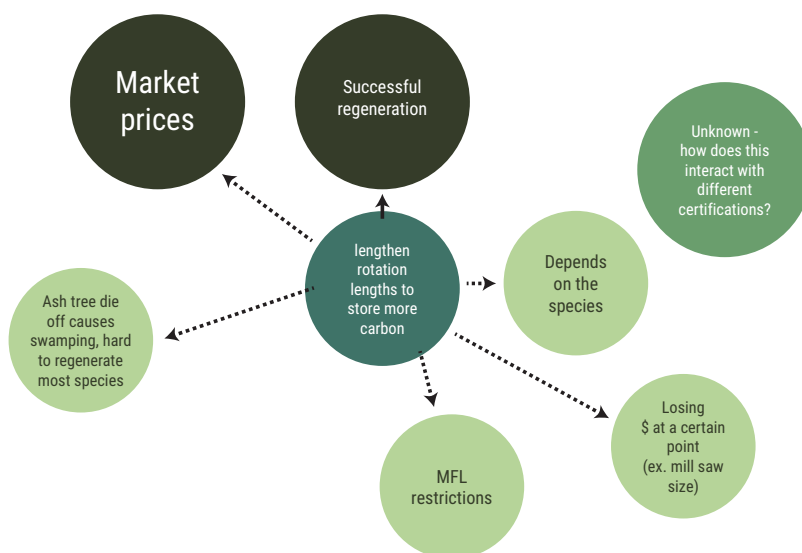 Market
prices
Successful
regeneration
Unknown -
how does this
interact with
different
certifications?
lengthen
rotation
lengths to
store more
carbon
Depends
on the
species
Ash tree die
off causes
swamping, hard
to regenerate
most species
Losing
$ at a certain
point
(ex. mill saw
size)
MFL
restrictions